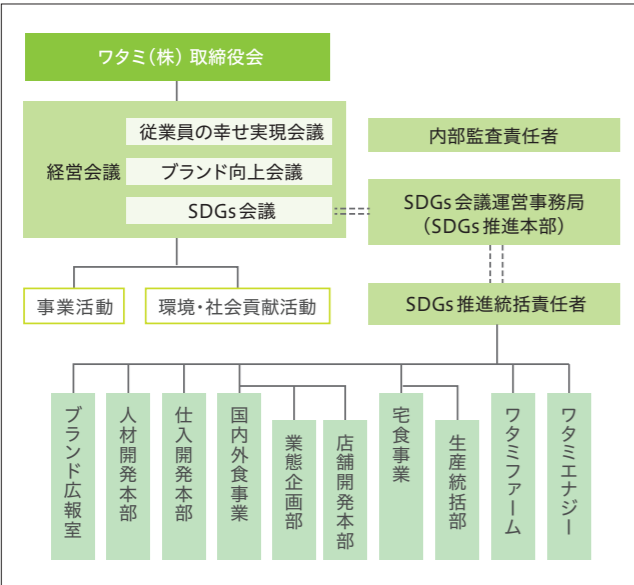 ワタミ(株) 取締役会
従業員の幸せ実現会議
経営会議
ブランド向上会議
SDGs会議
内部監査責任者
SDGs会議運営事務局
(SDGs推進本部)
事業活動
環境・社会貢献活動
SDGs推進統括責任者
ブランド広報室
人材開発本部
仕入開発本部
国内外食事業
業態企画部
店舗開発本部
宅食事業
生産統括部
ワタミファーム
ワタミエナジー